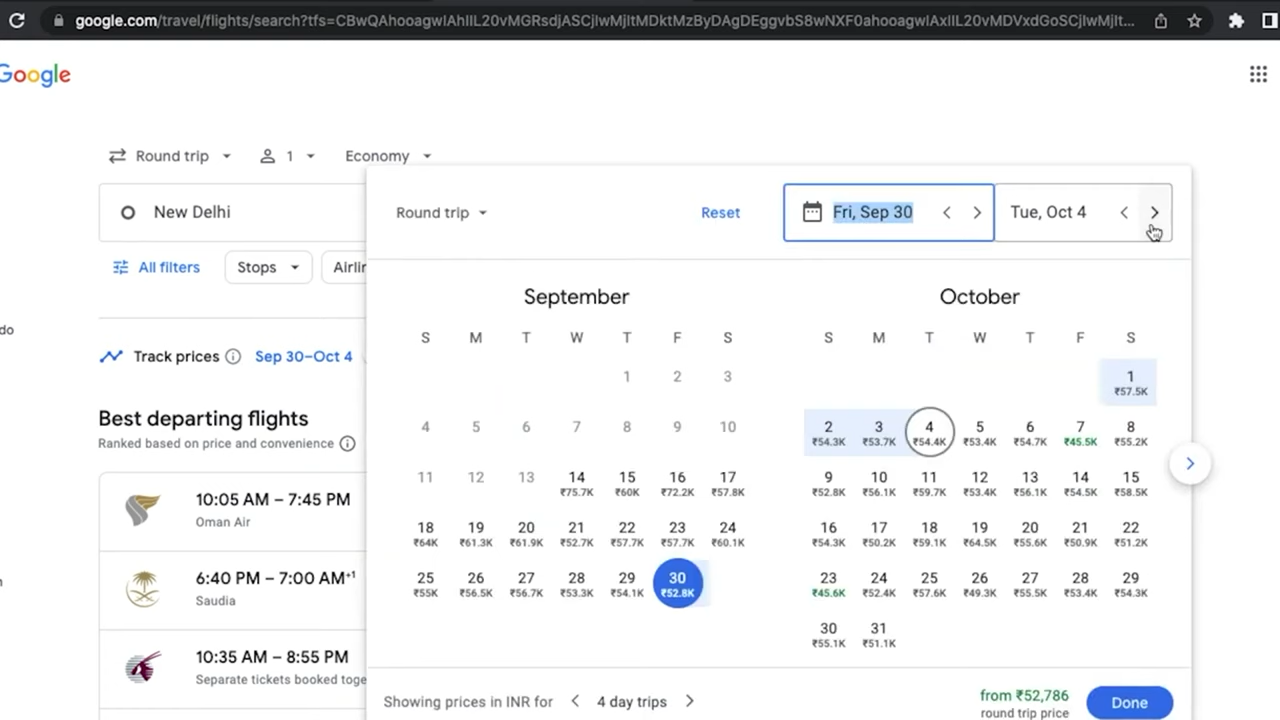 google.com/travel/flights/search?tfs=CBwQAhooagwIAhIIL20vMGRsdjASCjIwMjItMDktMzByDAgDEggvbS8wNXF0ahooagwIAxIIL20vMDVxdGoSCjIwMjItMT...
Google
do
Round trip 1 Economy
New Delhi
All filters Stops Airlin
Track prices Sep 30–Oct 4
Best departing flights
Ranked based on price and convenience
10:05 AM – 7:45 PM
Oman Air
6:40 PM – 7:00 AM+1
Saudia
10:35 AM – 8:55 PM
Separate tickets booked toge
Round trip Reset Fri, Sep 30 Tue, Oct 4
September
S M T W T F S
1 2 3
4 5 6 7 8 9 10
11 12 13 14 15 16 17
₹75.7K ₹60K ₹72.2K ₹57.8K
18 19 20 21 22 23 24
₹64K ₹61.3K ₹61.9K ₹52.7K ₹57.7K ₹57.7K ₹60.1K
25 26 27 28 29 30
₹55K ₹56.5K ₹56.7K ₹53.3K ₹54.1K ₹52.8K
October
S M T W T F S
1
₹57.5K
2 3 4 5 6 7 8
₹54.3K ₹53.7K ₹54.4K ₹53.4K ₹54.7K ₹45.5K ₹55.2K
9 10 11 12 13 14 15
₹52.8K ₹56.1K ₹59.7K ₹53.4K ₹56.1K ₹54.5K ₹58.5K
16 17 18 19 20 21 22
₹54.3K ₹50.2K ₹59.1K ₹64.5K ₹55.6K ₹50.9K ₹51.2K
23 24 25 26 27 28 29
₹45.6K ₹52.4K ₹57.6K ₹49.3K ₹55.5K ₹53.4K ₹54.3K
30 31
₹55.1K ₹51.1K
Showing prices in INR for 4 day trips
from ₹52,786
round trip price
Done